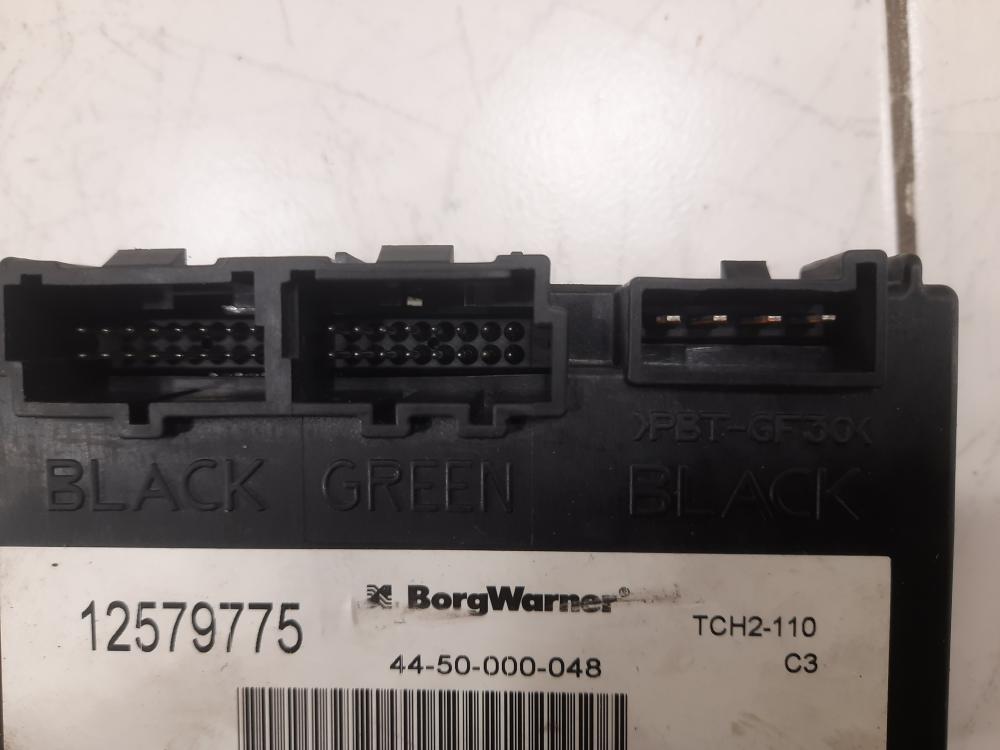 >PBT-GF30<
BLACK GREEN BLACK
BorgWarner®
12579775
TCH2-110
44-50-000-048
C3